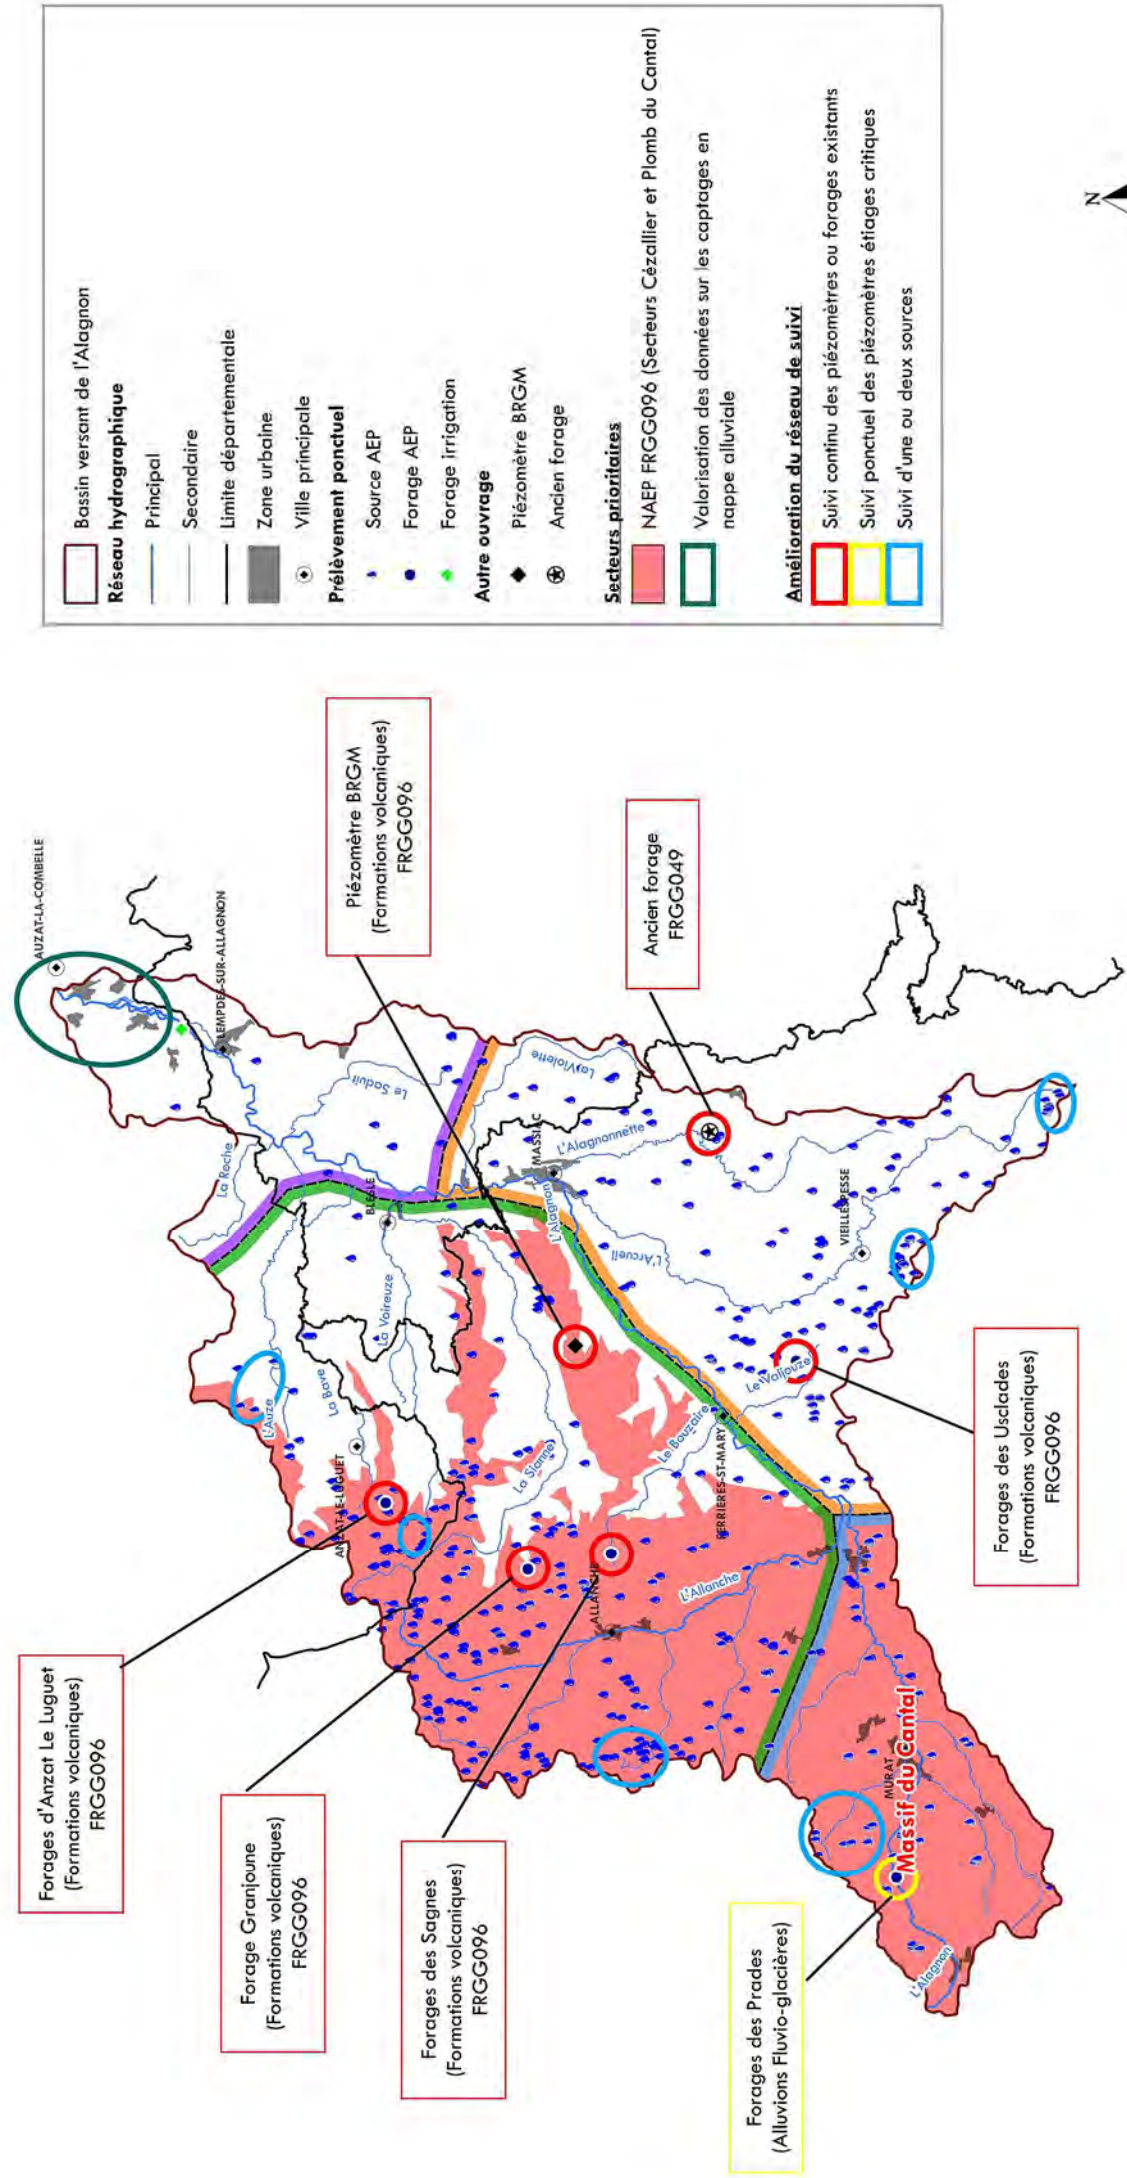 Forages d'Anzat Le Luguet
(Formations volcaniques)
FRGG096
Forage Granjoune
(Formations volcaniques)
FRGG096
Forages des Sagnes
(Formations volcaniques)
FRGG096
Forages des Prades
(Alluvions Fluvio-glacières)
Piézomètre BRGM
(Formations volcaniques)
FRGG096
Ancien forage
FRGG049
Forages des Usclades
(Formations volcaniques)
FRGG096
AUZAT-LA-COMBELLE
LEMPDES-SUR-ALLAGNON
La Roche
Le Saduit
BLESLE
La Voireuze
L'Auze
La Bave
ANZAT-LE-LUGUET
La Violette
MASSIAC
L'Alagnonnette
L'Alagnon
L'Arcueil
La Sianne
Le Bouzaire
ALLANCHE
L'Allanche
FERRIERES-ST-MARY
Le Valjouze
VIEILLESPESSE
MURAT
Massif du Cantal
L'Alagnon
Bassin versant de l'Alagnon
Réseau hydrographique
Principal
Secondaire
Limite départementale
Zone urbaine
Ville principale
Prélèvement ponctuel
Source AEP
Forage AEP
Forage irrigation
Autre ouvrage
Piézomètre BRGM
Ancien forage
Secteurs prioritaires
NAEP FRGG096 (Secteurs Cézallier et Plomb du Cantal)
Valorisation des données sur les captages en
nappe alluviale
Amélioration du réseau de suivi
Suivi continu des piézomètres ou forages existants
Suivi ponctuel des piézomètres étiages critiques
Suivi d'une ou deux sources
N